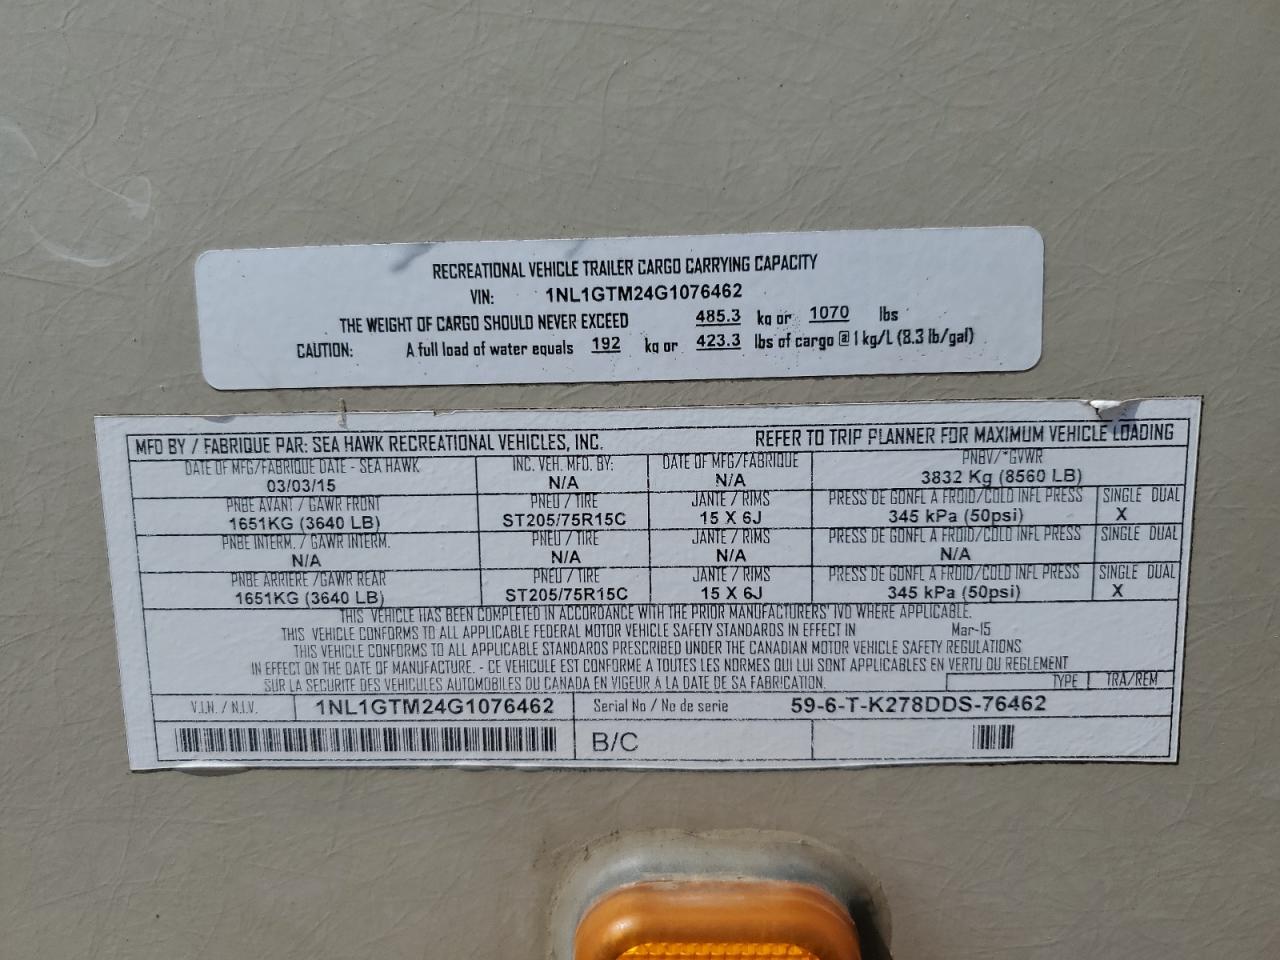 RECREATIONAL VEHICLE TRAILER CARGO CARRYING CAPACITY
VIN: 1NL1GTM24G1076462
THE WEIGHT OF CARGO SHOULD NEVER EXCEED 485.3 kg or 1070 lbs
CAUTION: A full load of water equals 192 kg or 423.3 lbs of cargo @ 1 kg/L (8.3 lb/gal)
MFD BY / FABRIQUE PAR: SEA HAWK RECREATIONAL VEHICLES, INC. REFER TO TRIP PLANNER FOR MAXIMUM VEHICLE LOADING
DATE OF MFG/FABRIQUE DATE - SEA HAWK INC. VEH. MFD. BY: DATE OF MFG/FABRIQUE PNBV/*GVWR
03/03/15 N/A N/A 3832 Kg (8560 LB)
PNBE AVANT / GAWR FRONT PNEU / TIRE JANTE / RIMS PRESS DE GONFL A FROID/COLD INFL PRESS SINGLE DUAL
1651KG (3640 LB) ST205/75R15C 15 X 6J 345 kPa (50psi) X
PNBE INTERM. / GAWR INTERM. PNEU / TIRE JANTE / RIMS PRESS DE GONFL A FROID/COLD INFL PRESS SINGLE DUAL
N/A N/A N/A N/A
PNBE ARRIERE /GAWR REAR PNEU / TIRE JANTE / RIMS PRESS DE GONFL A FROID/COLD INFL PRESS SINGLE DUAL
1651KG (3640 LB) ST205/75R15C 15 X 6J 345 kPa (50psi) X
THIS VEHICLE HAS BEEN COMPLETED IN ACCORDANCE WITH THE PRIOR MANUFACTURERS' IVD WHERE APPLICABLE.
THIS VEHICLE CONFORMS TO ALL APPLICABLE FEDERAL MOTOR VEHICLE SAFETY STANDARDS IN EFFECT IN Mar-15
THIS VEHICLE CONFORMS TO ALL APPLICABLE STANDARDS PRESCRIBED UNDER THE CANADIAN MOTOR VEHICLE SAFETY REGULATIONS
IN EFFECT ON THE DATE OF MANUFACTURE. - CE VEHICULE EST CONFORME A TOUTES LES NORMES QUI LUI SONT APPLICABLES EN VERTU DU REGLEMENT
SUR LA SECURITE DES VEHICULES AUTOMOBILES DU CANADA EN VIGEUR A LA DATE DE SA FABRICATION. TYPE TRA/REM
V.I.N. / N.I.V. 1NL1GTM24G1076462 Serial No / No de serie 59-6-T-K278DDS-76462
B/C